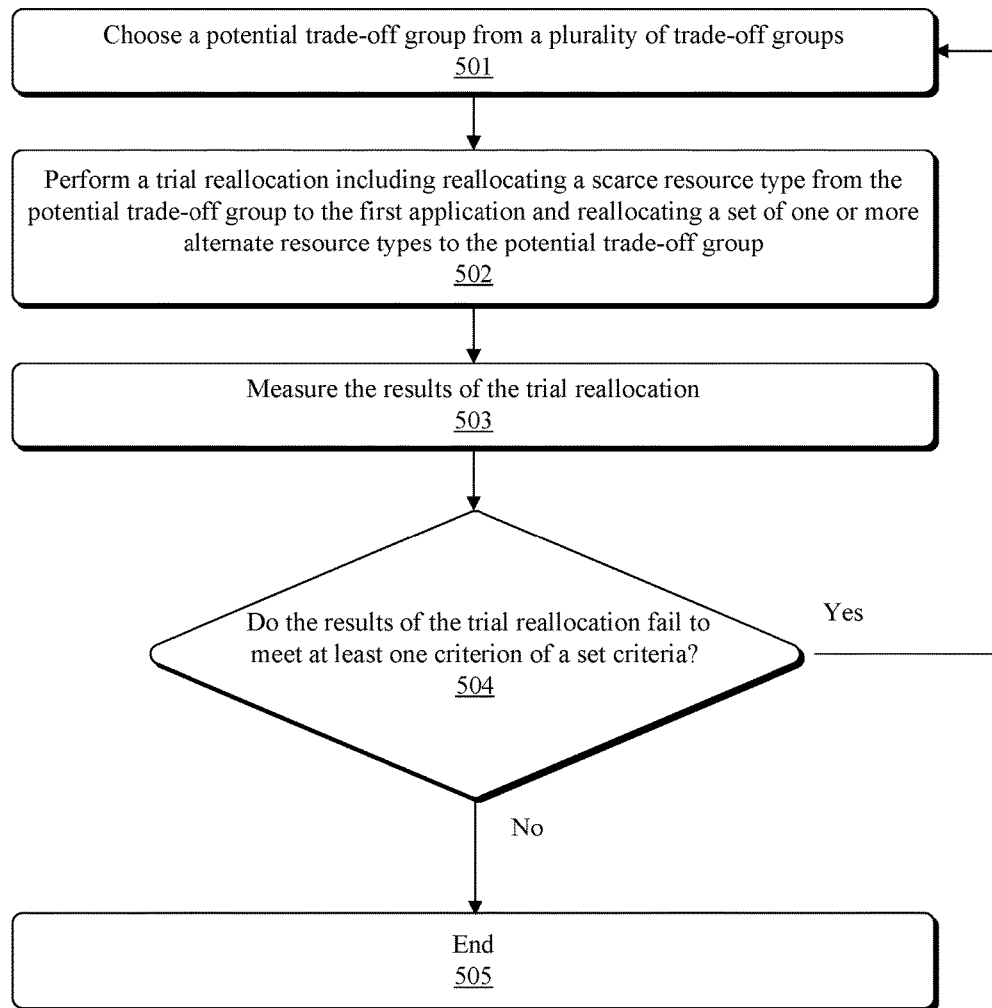 Choose a potential trade-off group from a plurality of trade-off groups
501
Perform a trial reallocation including reallocating a scarce resource type from the
potential trade-off group to the first application and reallocating a set of one or more
alternate resource types to the potential trade-off group
502
Measure the results of the trial reallocation
503
Do the results of the trial reallocation fail to
meet at least one criterion of a set criteria?
504
Yes
No
End
505